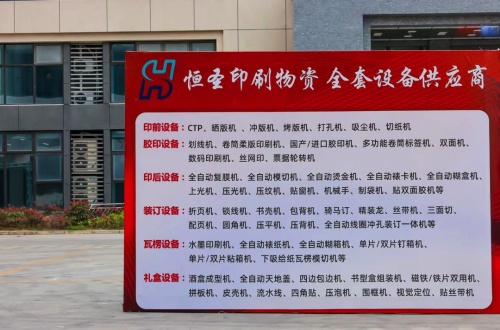 恒圣印刷物资 全套设备供应商
印前设备：CTP、晒版机、冲版机、烤版机、打孔机、吸尘机、切纸机
胶印设备：划线机、卷筒柔版印刷机、国产/进口胶印机、多功能卷筒标签机、双面机、
数码印刷机、丝网印、票据轮转机
印后设备：全自动复膜机、全自动模切机、全自动烫金机、全自动裱卡机、全自动糊盒机、
上光机、压光机、压纹机、贴窗机、机械手、制袋机、贴双面胶机等
装订设备：折页机、锁线机、书壳机、包背机、骑马订、精装龙、丝带机、三面切、
配页机、圆角机、压平机、压背机、全自动线圈冲孔装订一体机等
瓦楞设备：水墨印刷机、全自动裱纸机、全自动糊箱机、单片/双片钉箱机、
单片/双片粘箱机、下吸给纸瓦楞模切机等
礼盒设备：酒盒成型机、全自动天地盖、四边包边机、书型盒组装机、磁铁/铁片双用机、
拼板机、皮壳机、流水线、四角贴、压泡机、围框机、视觉定位、贴丝带机等